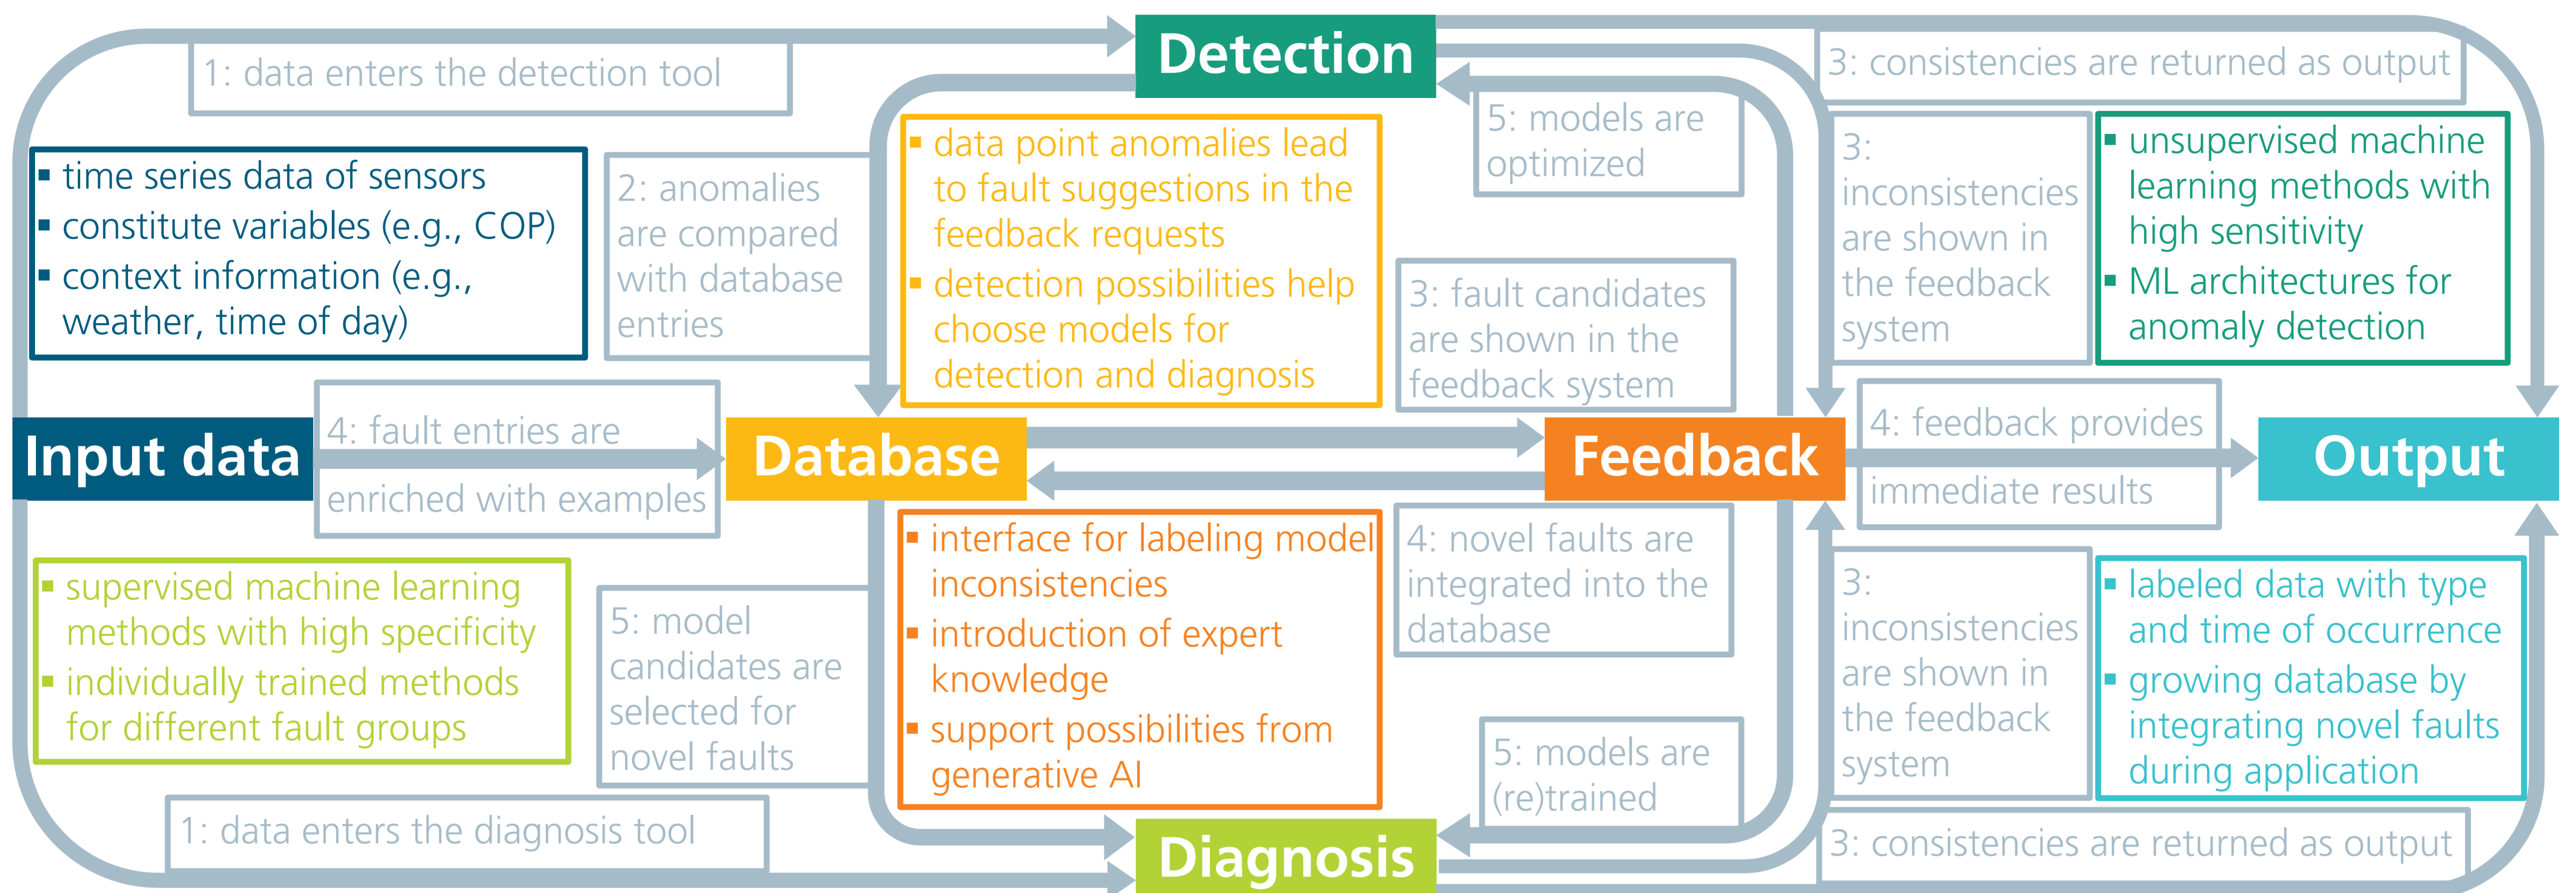 Detection
1: data enters the detection tool
3: consistencies are returned as output
▪ time series data of sensors
▪ constitute variables (e.g., COP)
▪ context information (e.g.,
weather, time of day)
2: anomalies
are compared
with database
entries
▪ data point anomalies lead
to fault suggestions in the
feedback requests
▪ detection possibilities help
choose models for
detection and diagnosis
5: models are
optimized
3: fault candidates
are shown in the
feedback system
3:
inconsistencies
are shown in
the feedback
system
▪ unsupervised machine
learning methods with
high sensitivity
▪ ML architectures for
anomaly detection
Input data
4: fault entries are
enriched with examples
Database
Feedback
4: feedback provides
immediate results
Output
▪ supervised machine learning
methods with high specificity
▪ individually trained methods
for different fault groups
5: model
candidates are
selected for
novel faults
▪ interface for labeling model
inconsistencies
▪ introduction of expert
knowledge
▪ support possibilities from
generative AI
4: novel faults are
integrated into the
database
5: models are
(re)trained
3:
inconsistencies
are shown in
the feedback
system
▪ labeled data with type
and time of occurrence
▪ growing database by
integrating novel faults
during application
1: data enters the diagnosis tool
Diagnosis
3: consistencies are returned as output